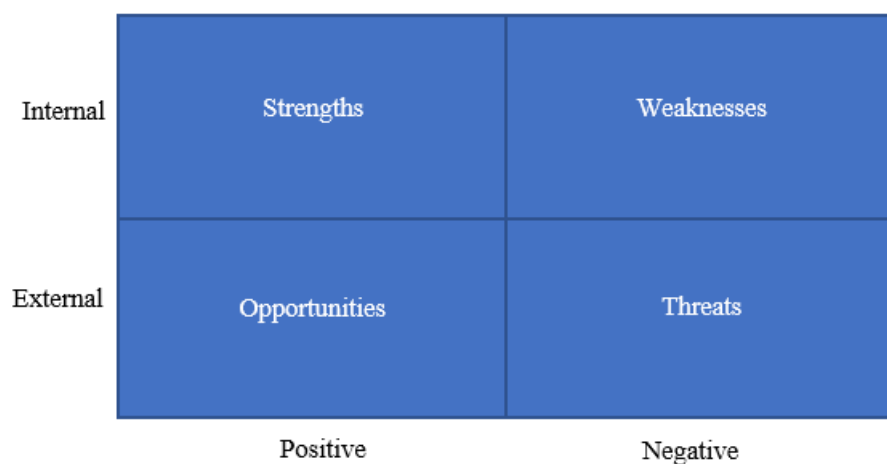 Internal
Strengths
Weaknesses
External
Opportunities
Threats
Positive
Negative